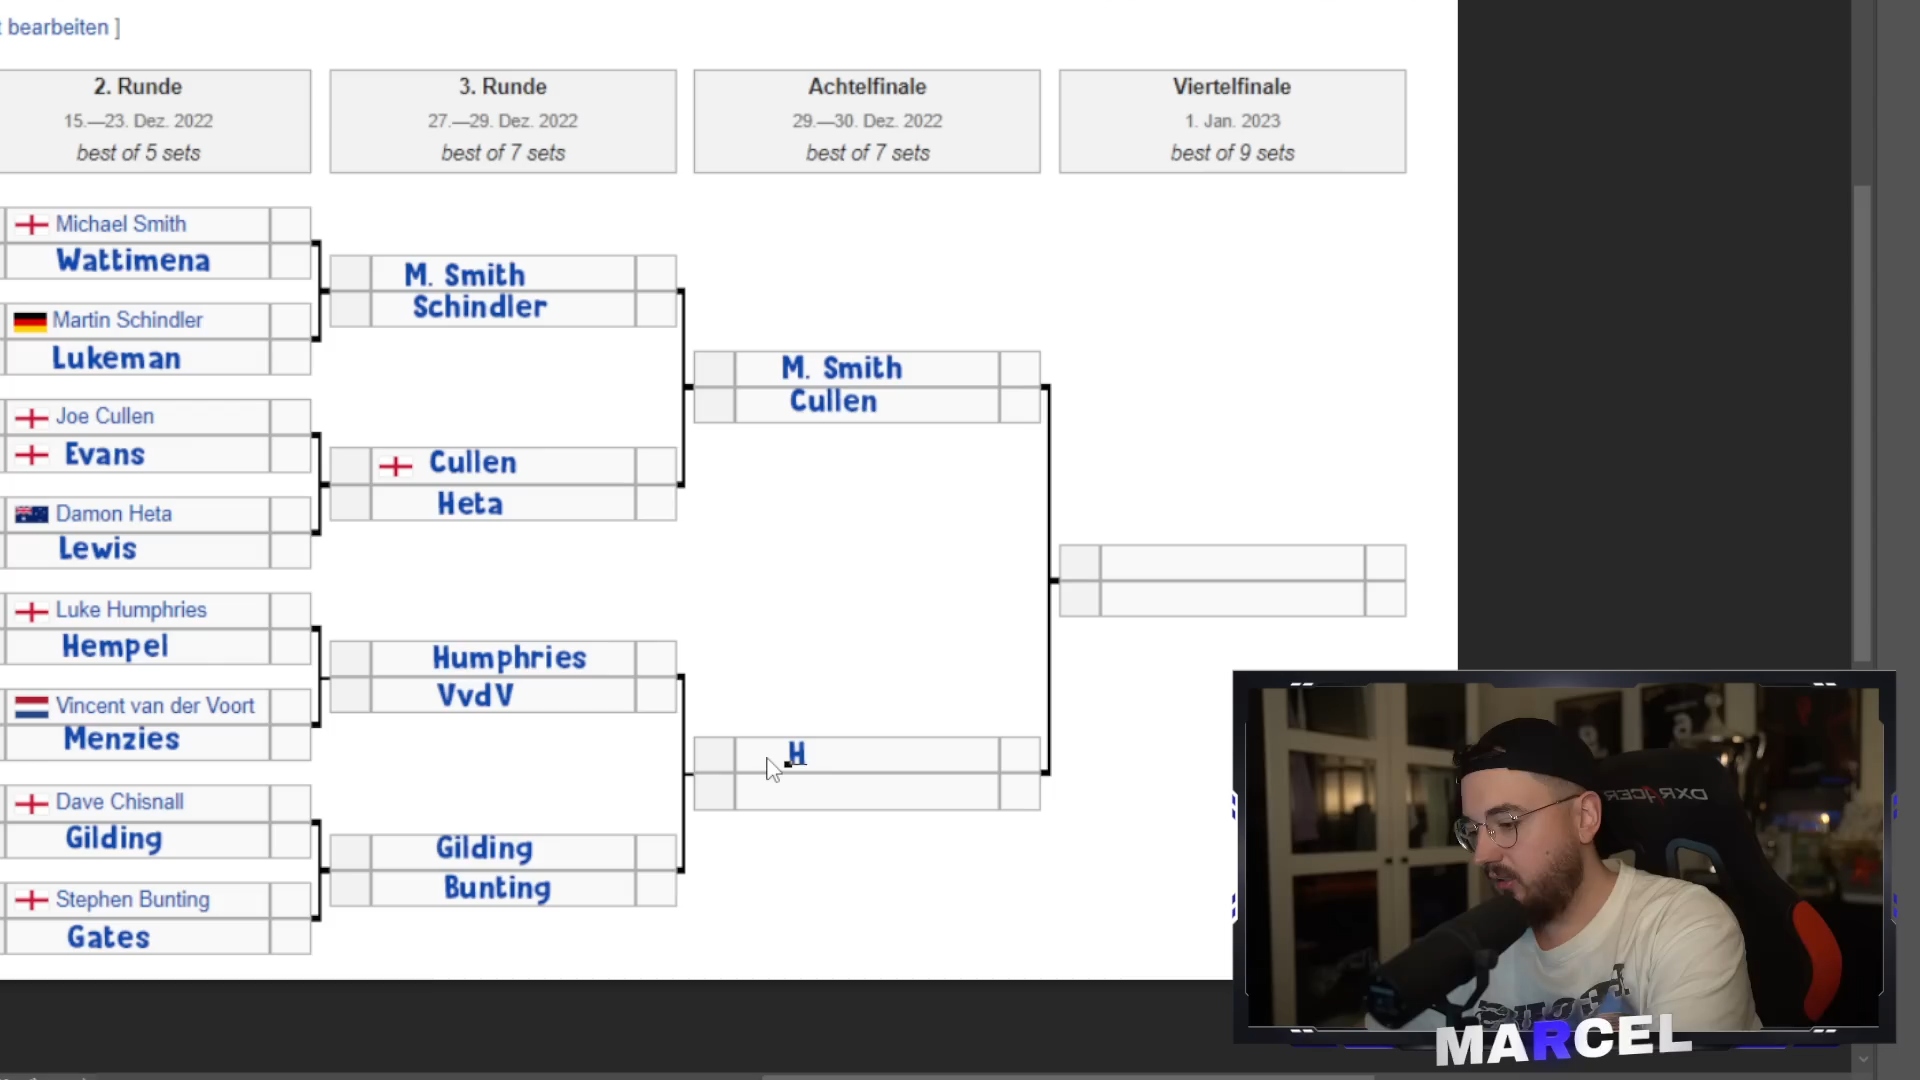 t bearbeiten ]
2. Runde
15.—23. Dez. 2022
best of 5 sets
3. Runde
27.—29. Dez. 2022
best of 7 sets
Achtelfinale
29.—30. Dez. 2022
best of 7 sets
Viertelfinale
1. Jan. 2023
best of 9 sets
Michael Smith
Wattimena
Martin Schindler
Lukeman
Joe Cullen
Evans
Damon Heta
Lewis
Luke Humphries
Hempel
Vincent van der Voort
Menzies
Dave Chisnall
Gilding
Stephen Bunting
Gates
M. Smith
Schindler
Cullen
Heta
Humphries
VvdV
Gilding
Bunting
M. Smith
Cullen
H
DXRACER
MARCEL